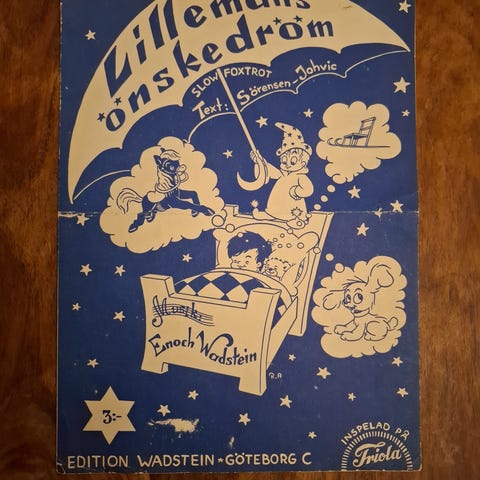 Lillemans
önskedröm
SLOW FOXTROT
Text: Sörensen-Johvic
Musik:
Enoch Wadstein
R.A
3:-
EDITION WADSTEIN ★ GÖTEBORG C
INSPELAD PÅ
Triola